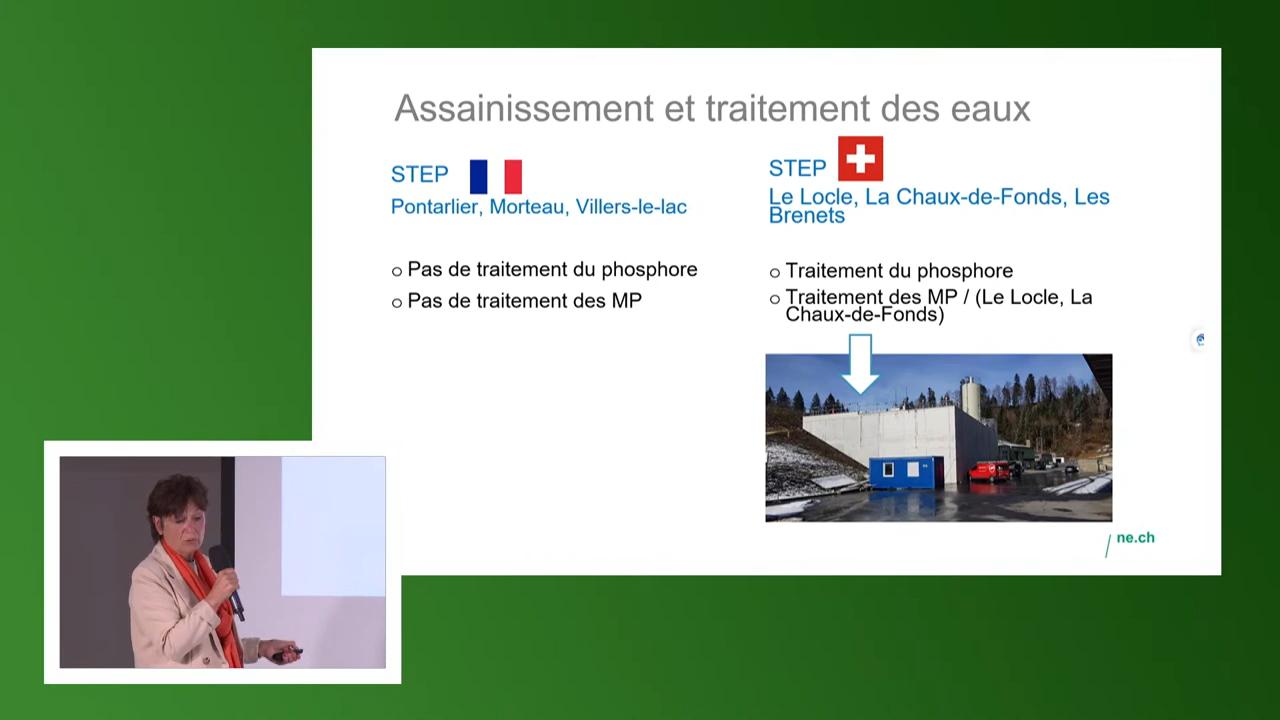 Assainissement et traitement des eaux
STEP
Pontarlier, Morteau, Villers-le-lac
o Pas de traitement du phosphore
o Pas de traitement des MP
STEP
Le Locle, La Chaux-de-Fonds, Les
Brenets
o Traitement du phosphore
o Traitement des MP / (Le Locle, La
Chaux-de-Fonds)
ne.ch